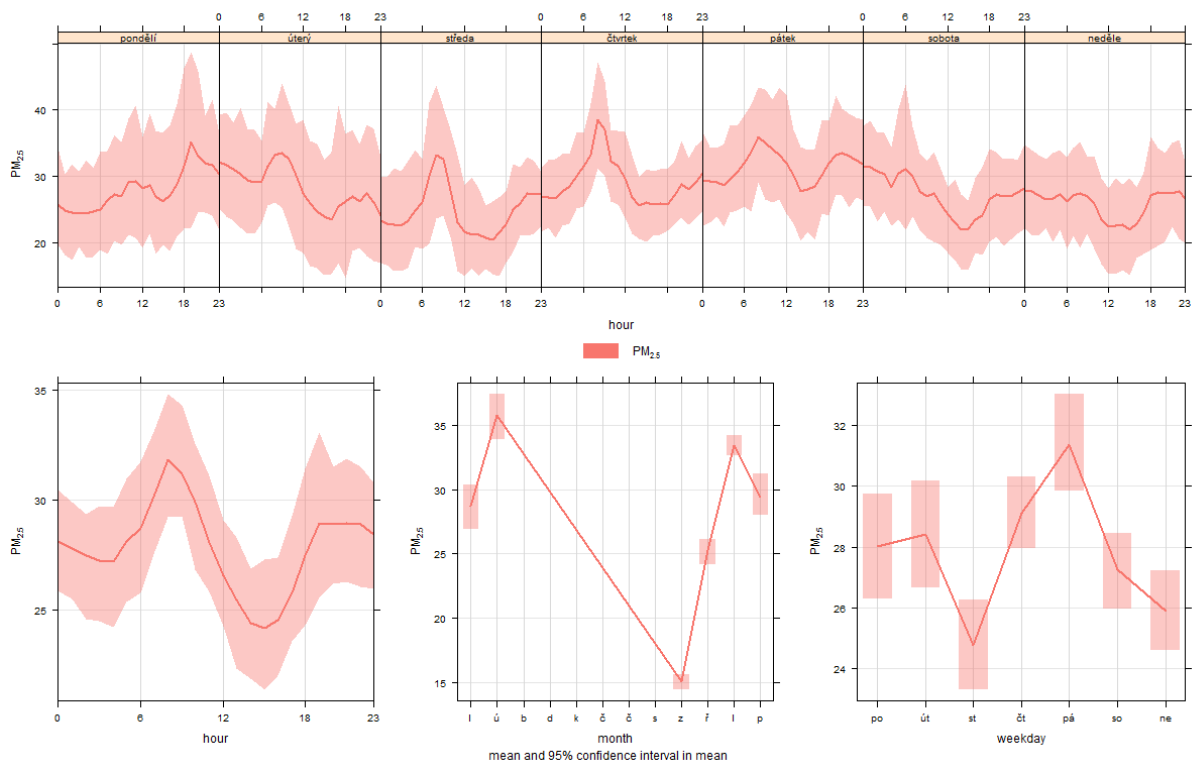 0 6 12 18 23 0 6 12 18 23 0 6 12 18 23
pondělí úterý středa čtvrtek pátek sobota neděle
PM2.5
40
30
20
0 6 12 18 23 0 6 12 18 23 0 6 12 18 23 0 6 12 18 23
hour
PM2.5
PM2.5
35
30
25
0 6 12 18 23
hour
PM2.5
35
30
25
20
15
l ú b d k č č s z ř l p
month
mean and 95% confidence interval in mean
PM2.5
32
30
28
26
24
po út st čt pá so ne
weekday